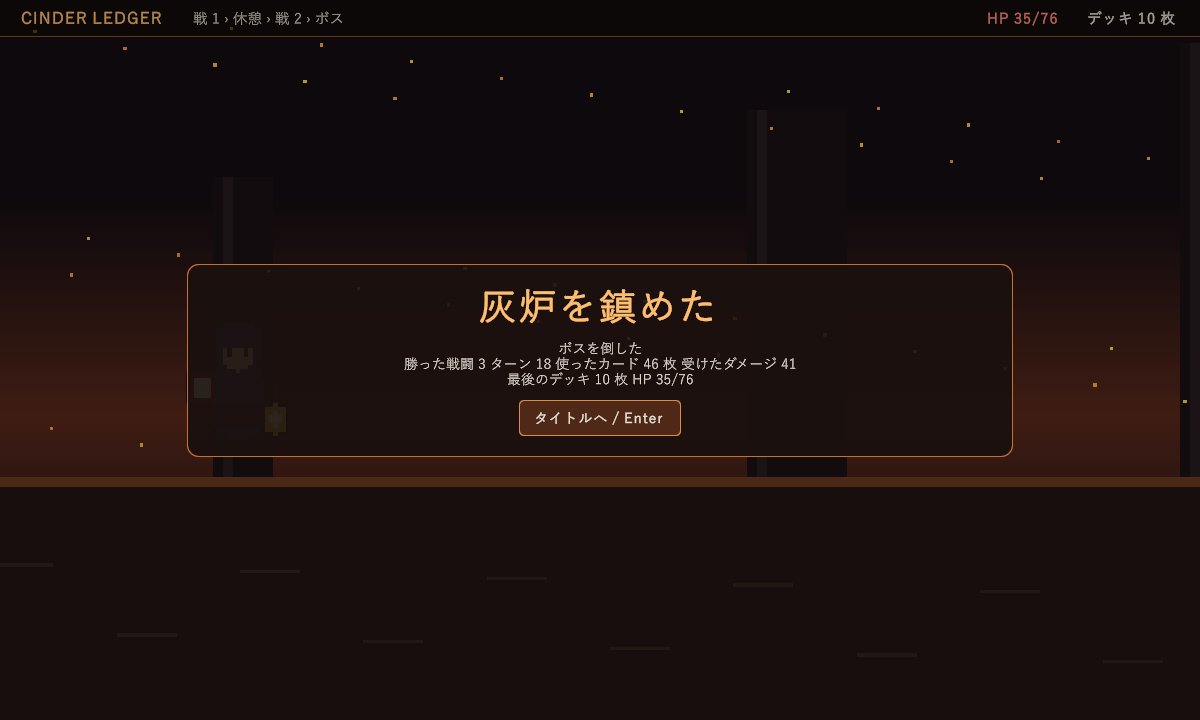 CINDER LEDGER 戦 1 › 休憩 › 戦 2 › ボス HP 35/76 デッキ 10 枚
灰炉を鎮めた
ボスを倒した
勝った戦闘 3 ターン 18 使ったカード 46 枚 受けたダメージ 41
最後のデッキ 10 枚 HP 35/76
タイトルへ / Enter